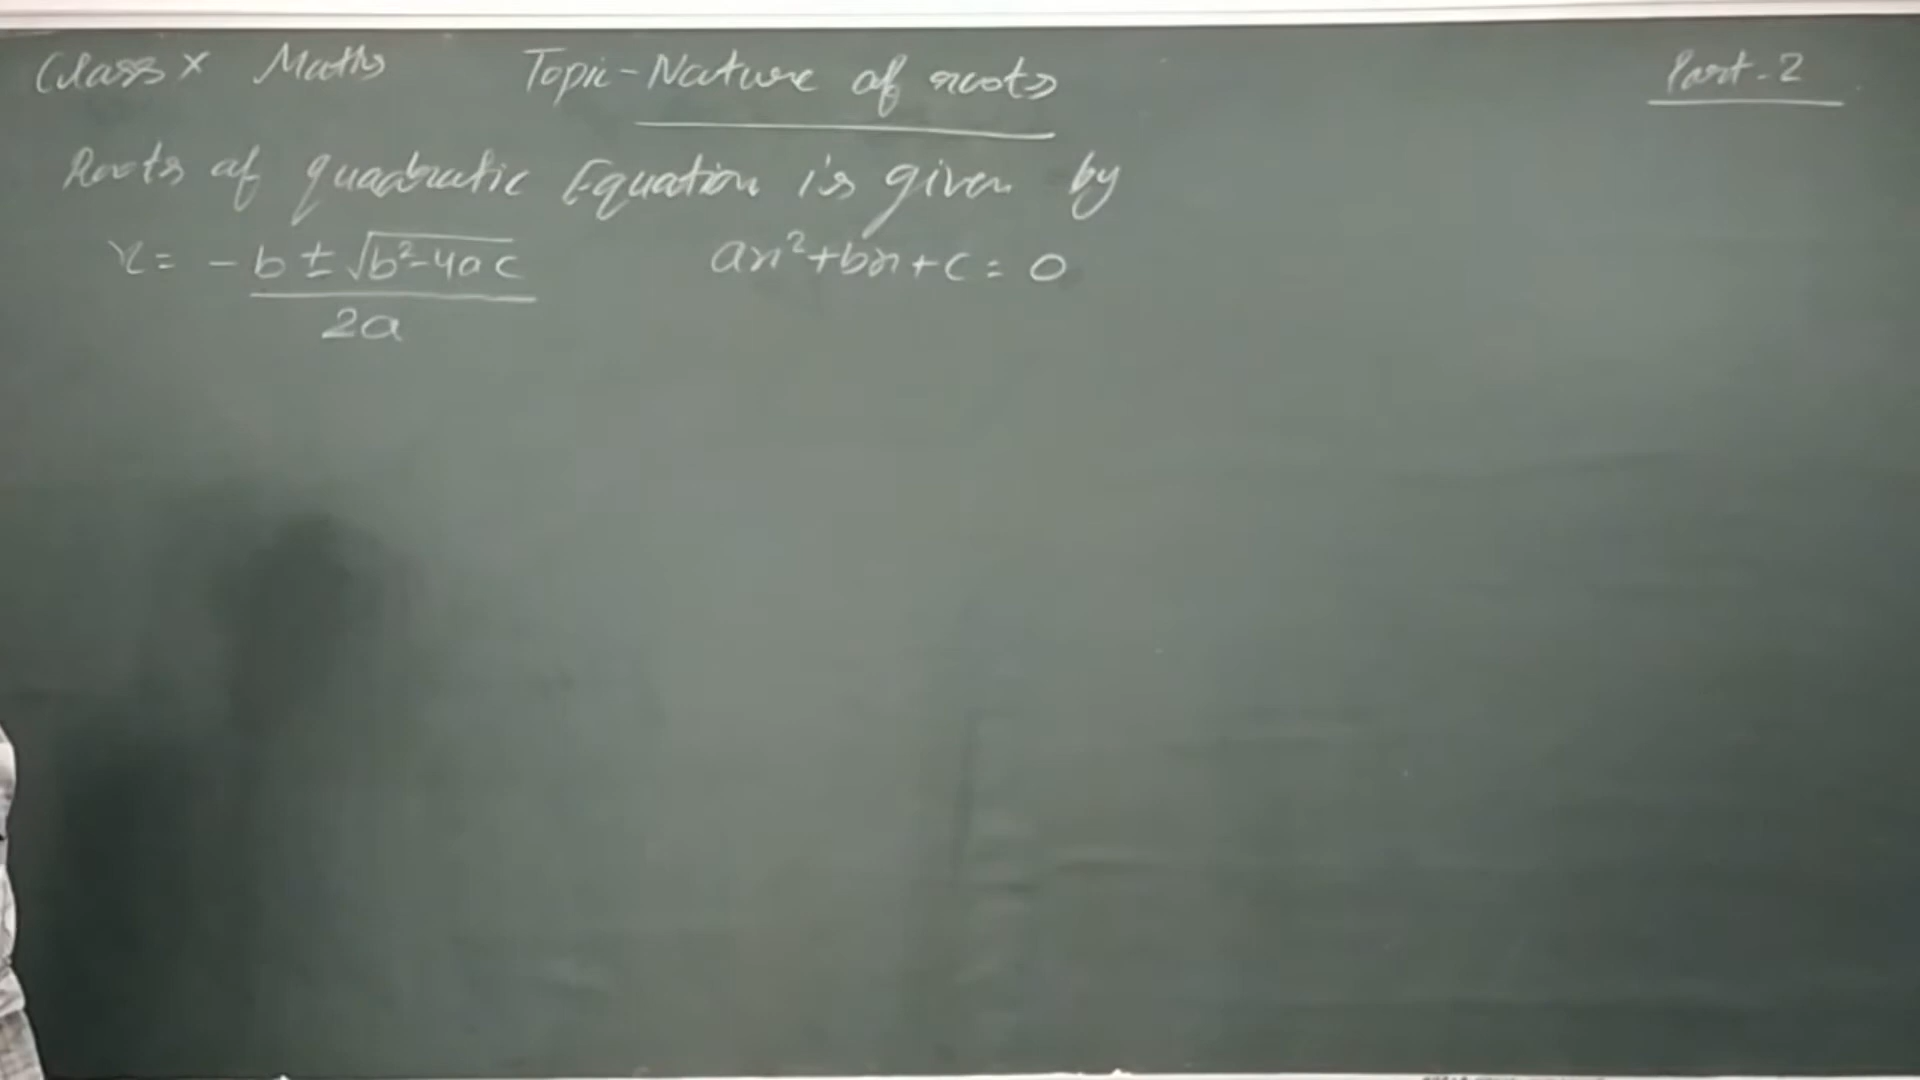 Class X Maths Topic - Nature of roots Part - 2
Roots of quadratic Equation is given by
x = -b ± √b²-4ac ax²+bx+c = 0
2a